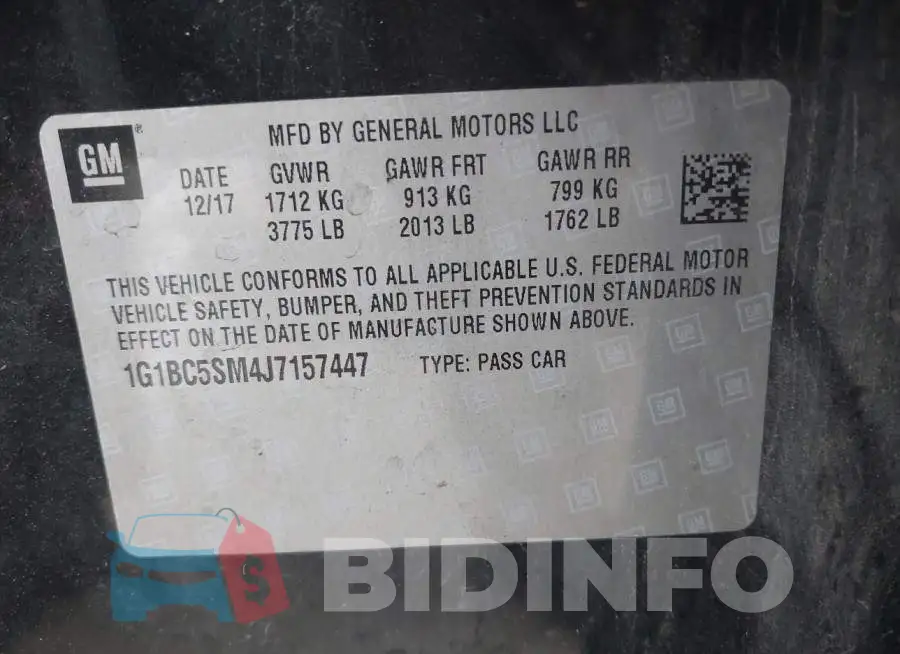 GM ®
MFD BY GENERAL MOTORS LLC
DATE GVWR GAWR FRT GAWR RR
12/17 1712 KG 913 KG 799 KG
3775 LB 2013 LB 1762 LB
THIS VEHICLE CONFORMS TO ALL APPLICABLE U.S. FEDERAL MOTOR
VEHICLE SAFETY, BUMPER, AND THEFT PREVENTION STANDARDS IN
EFFECT ON THE DATE OF MANUFACTURE SHOWN ABOVE.
1G1BC5SM4J7157447 TYPE: PASS CAR
$ BIDINFO